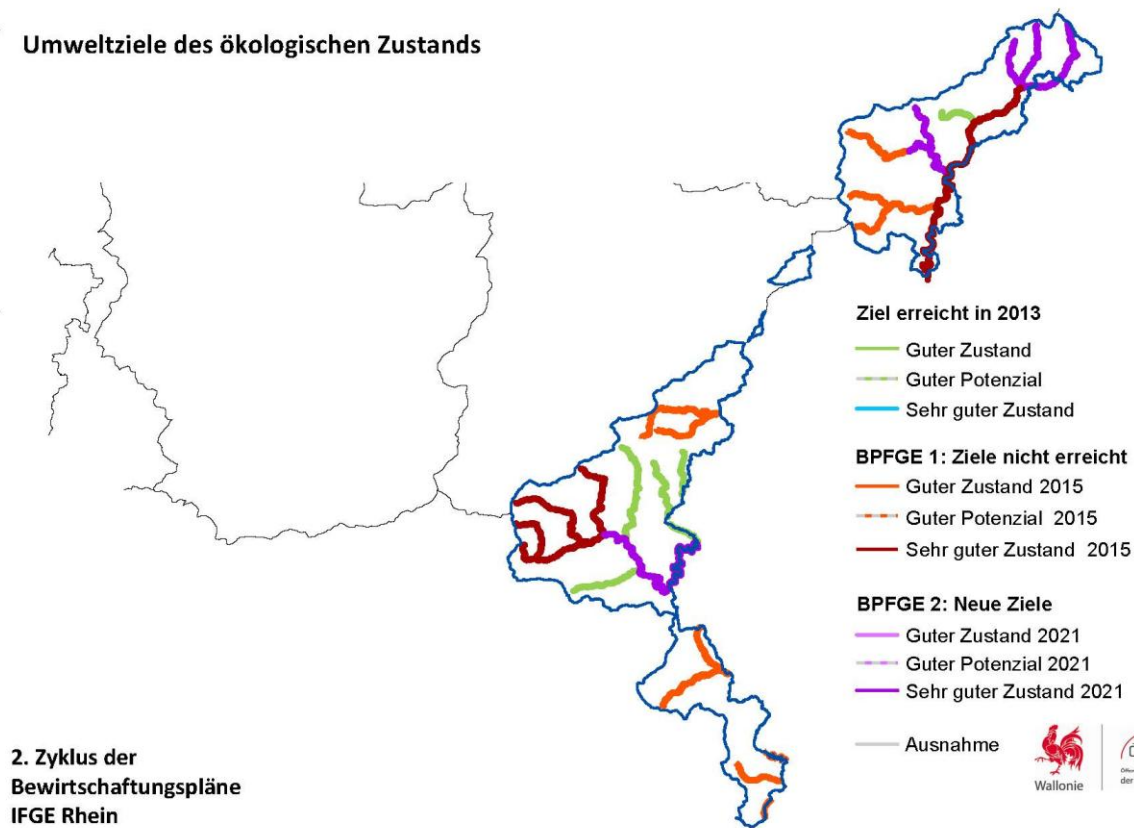 Umweltziele des ökologischen Zustands
Ziel erreicht in 2013
Guter Zustand
Guter Potenzial
Sehr guter Zustand
BPFGE 1: Ziele nicht erreicht
Guter Zustand 2015
Guter Potenzial 2015
Sehr guter Zustand 2015
BPFGE 2: Neue Ziele
Guter Zustand 2021
Guter Potenzial 2021
Sehr guter Zustand 2021
Ausnahme
Wallonie
2. Zyklus der
Bewirtschaftungspläne
IFGE Rhein